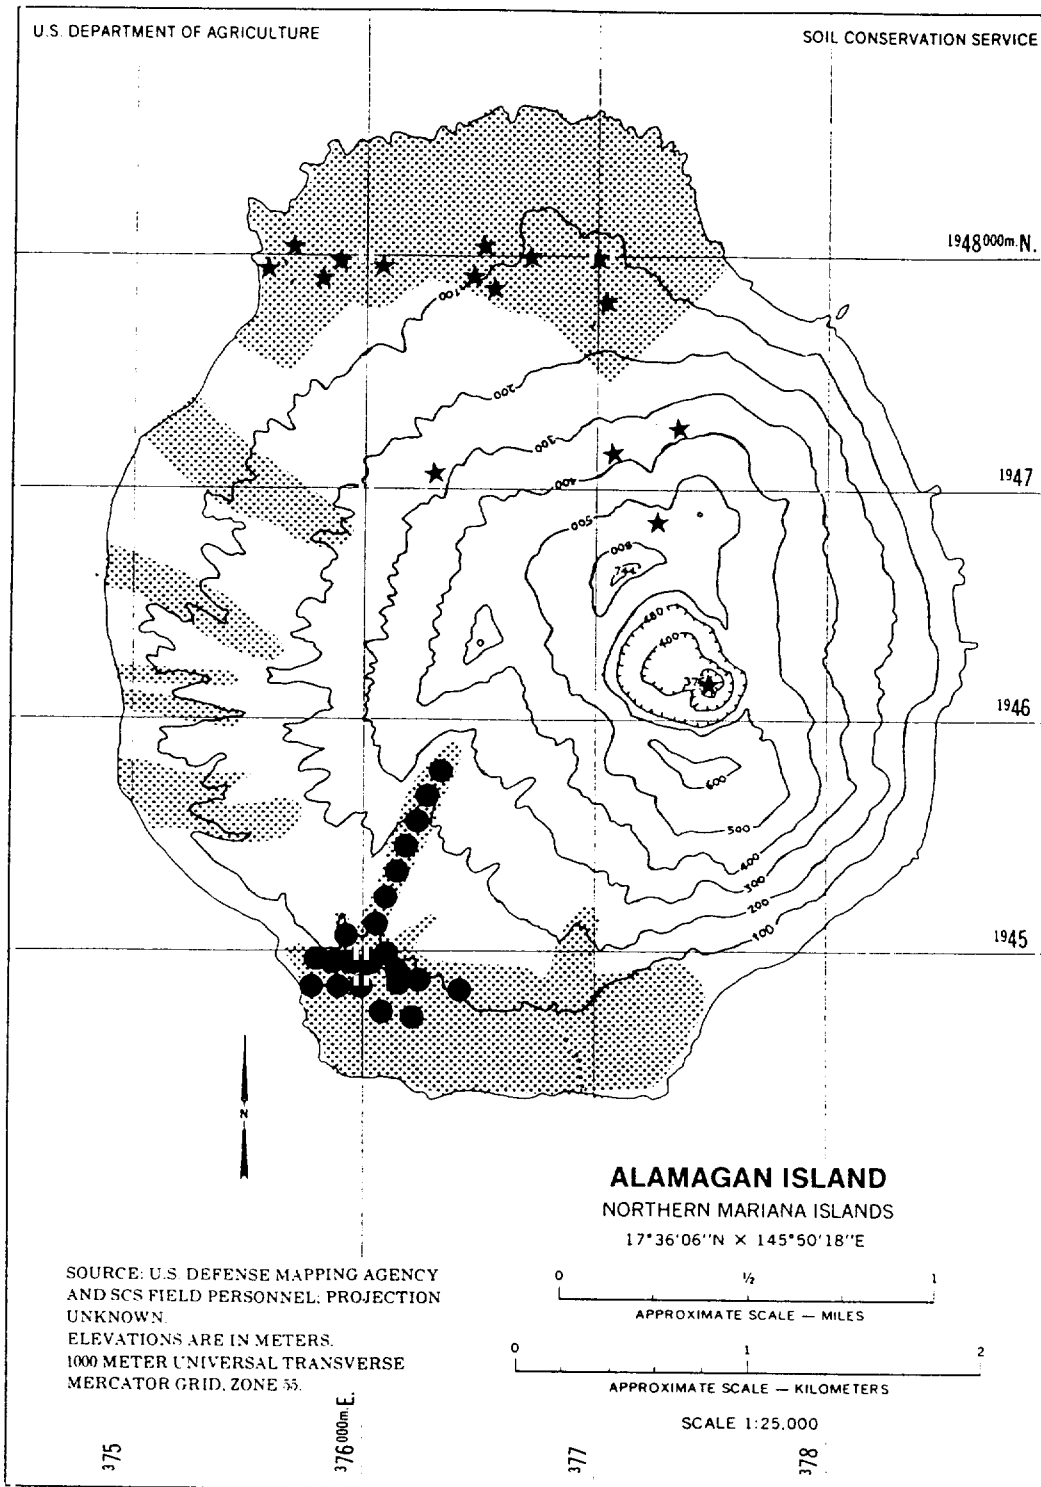 U.S. DEPARTMENT OF AGRICULTURE
SOIL CONSERVATION SERVICE
1948000m.N.
100
200
300
1947
400
500
600
744
480
400
1946
600
500
400
300
200
100
1945
N
ALAMAGAN ISLAND
NORTHERN MARIANA ISLANDS
17°36'06"N × 145°50'18"E
0 ½ 1
APPROXIMATE SCALE — MILES
0 1 2
APPROXIMATE SCALE — KILOMETERS
SCALE 1:25,000
SOURCE: U.S. DEFENSE MAPPING AGENCY
AND SCS FIELD PERSONNEL; PROJECTION
UNKNOWN.
ELEVATIONS ARE IN METERS.
1000 METER UNIVERSAL TRANSVERSE
MERCATOR GRID, ZONE 55.
375
376000m.E.
377
378